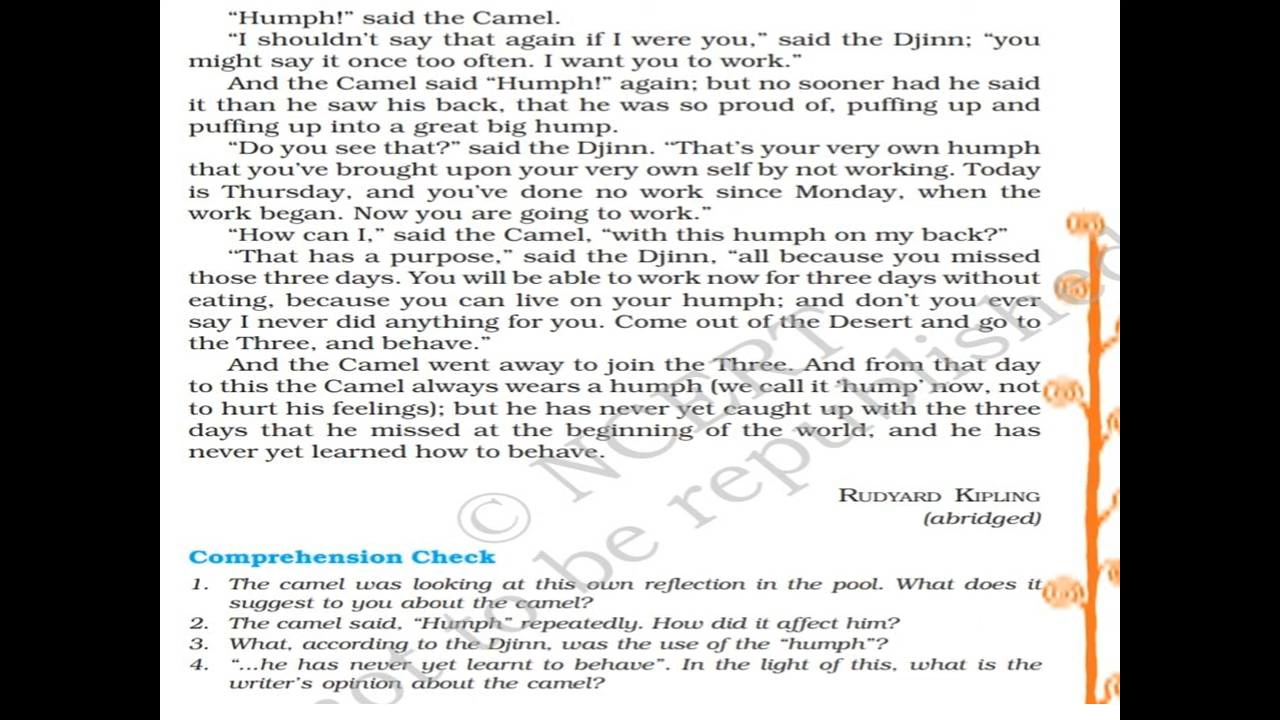 “Humph!” said the Camel.
“I shouldn’t say that again if I were you,” said the Djinn; “you
might say it once too often. I want you to work.”
And the Camel said “Humph!” again; but no sooner had he said
it than he saw his back, that he was so proud of, puffing up and
puffing up into a great big hump.
“Do you see that?” said the Djinn. “That’s your very own humph
that you’ve brought upon your very own self by not working. Today
is Thursday, and you’ve done no work since Monday, when the
work began. Now you are going to work.”
“How can I,” said the Camel, “with this humph on my back?”
“That has a purpose,” said the Djinn, “all because you missed
those three days. You will be able to work now for three days without
eating, because you can live on your humph; and don’t you ever
say I never did anything for you. Come out of the Desert and go to
the Three, and behave.”
And the Camel went away to join the Three. And from that day
to this the Camel always wears a humph (we call it ‘hump’ now, not
to hurt his feelings); but he has never yet caught up with the three
days that he missed at the beginning of the world, and he has
never yet learned how to behave.
RUDYARD KIPLING
(abridged)
Comprehension Check
1. The camel was looking at this own reflection in the pool. What does it
suggest to you about the camel?
2. The camel said, “Humph” repeatedly. How did it affect him?
3. What, according to the Djinn, was the use of the “humph”?
4. “...he has never yet learnt to behave”. In the light of this, what is the
writer’s opinion about the camel?
© NCERT
not to be republished